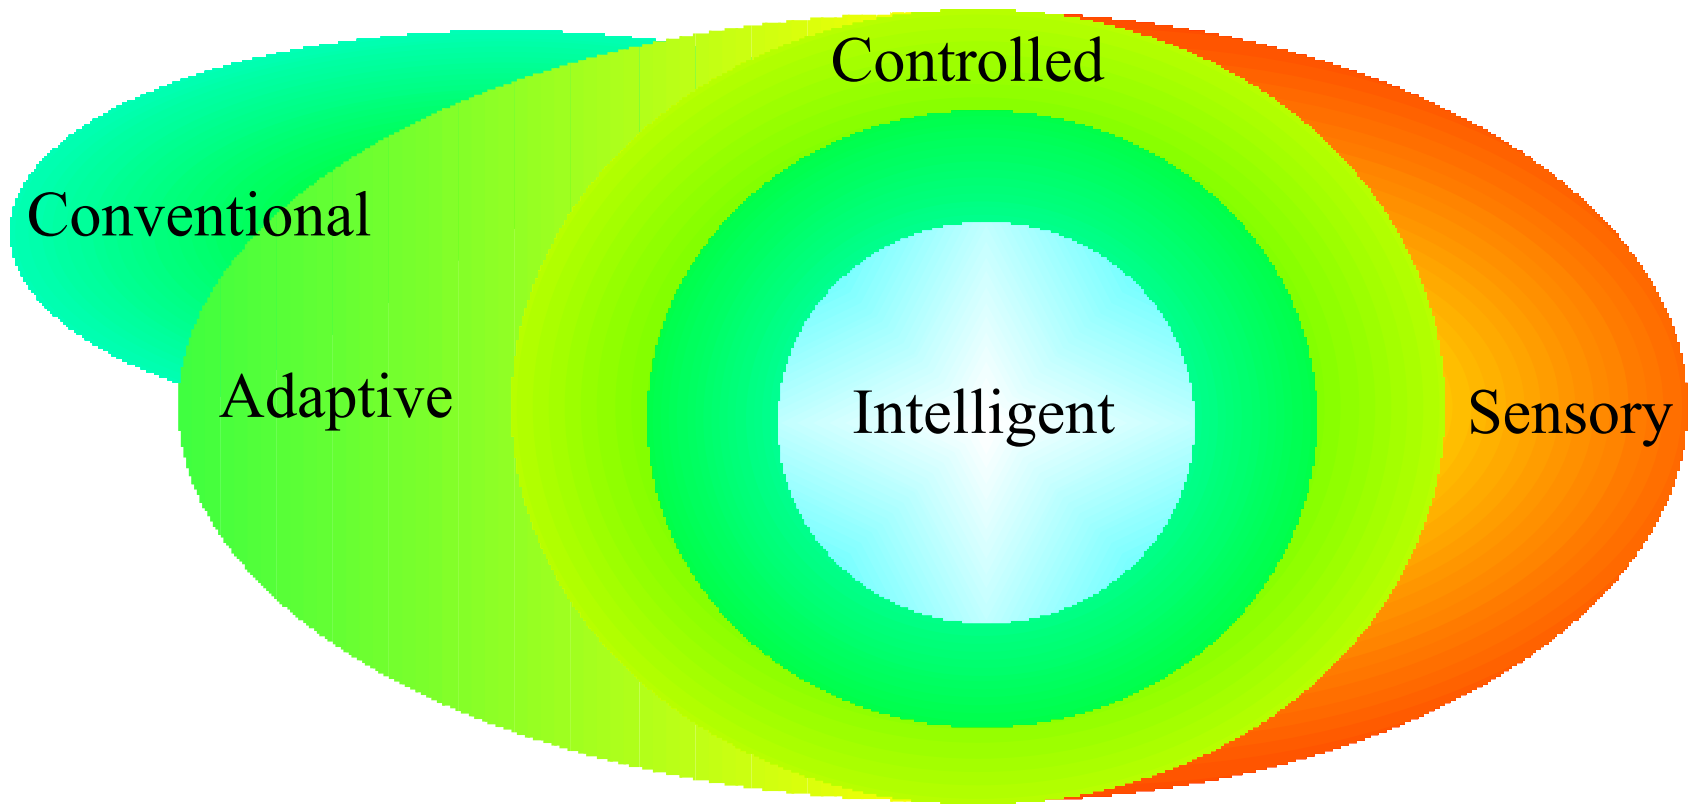 Controlled
Conventional
Adaptive
Intelligent
Sensory